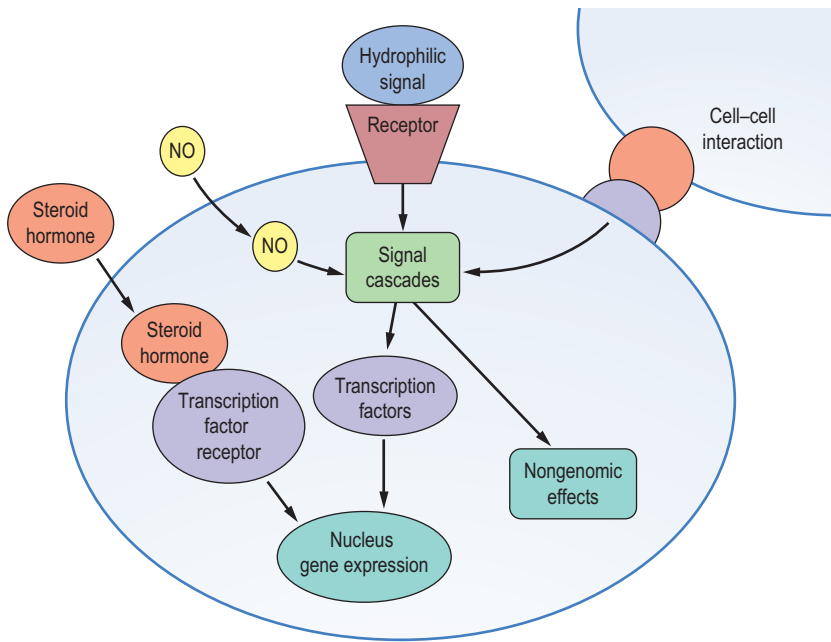 Hydrophilic
signal
Receptor
Cell–cell
interaction
NO
Steroid
hormone
NO
Signal
cascades
Steroid
hormone
Transcription
factor
receptor
Transcription
factors
Nongenomic
effects
Nucleus
gene expression